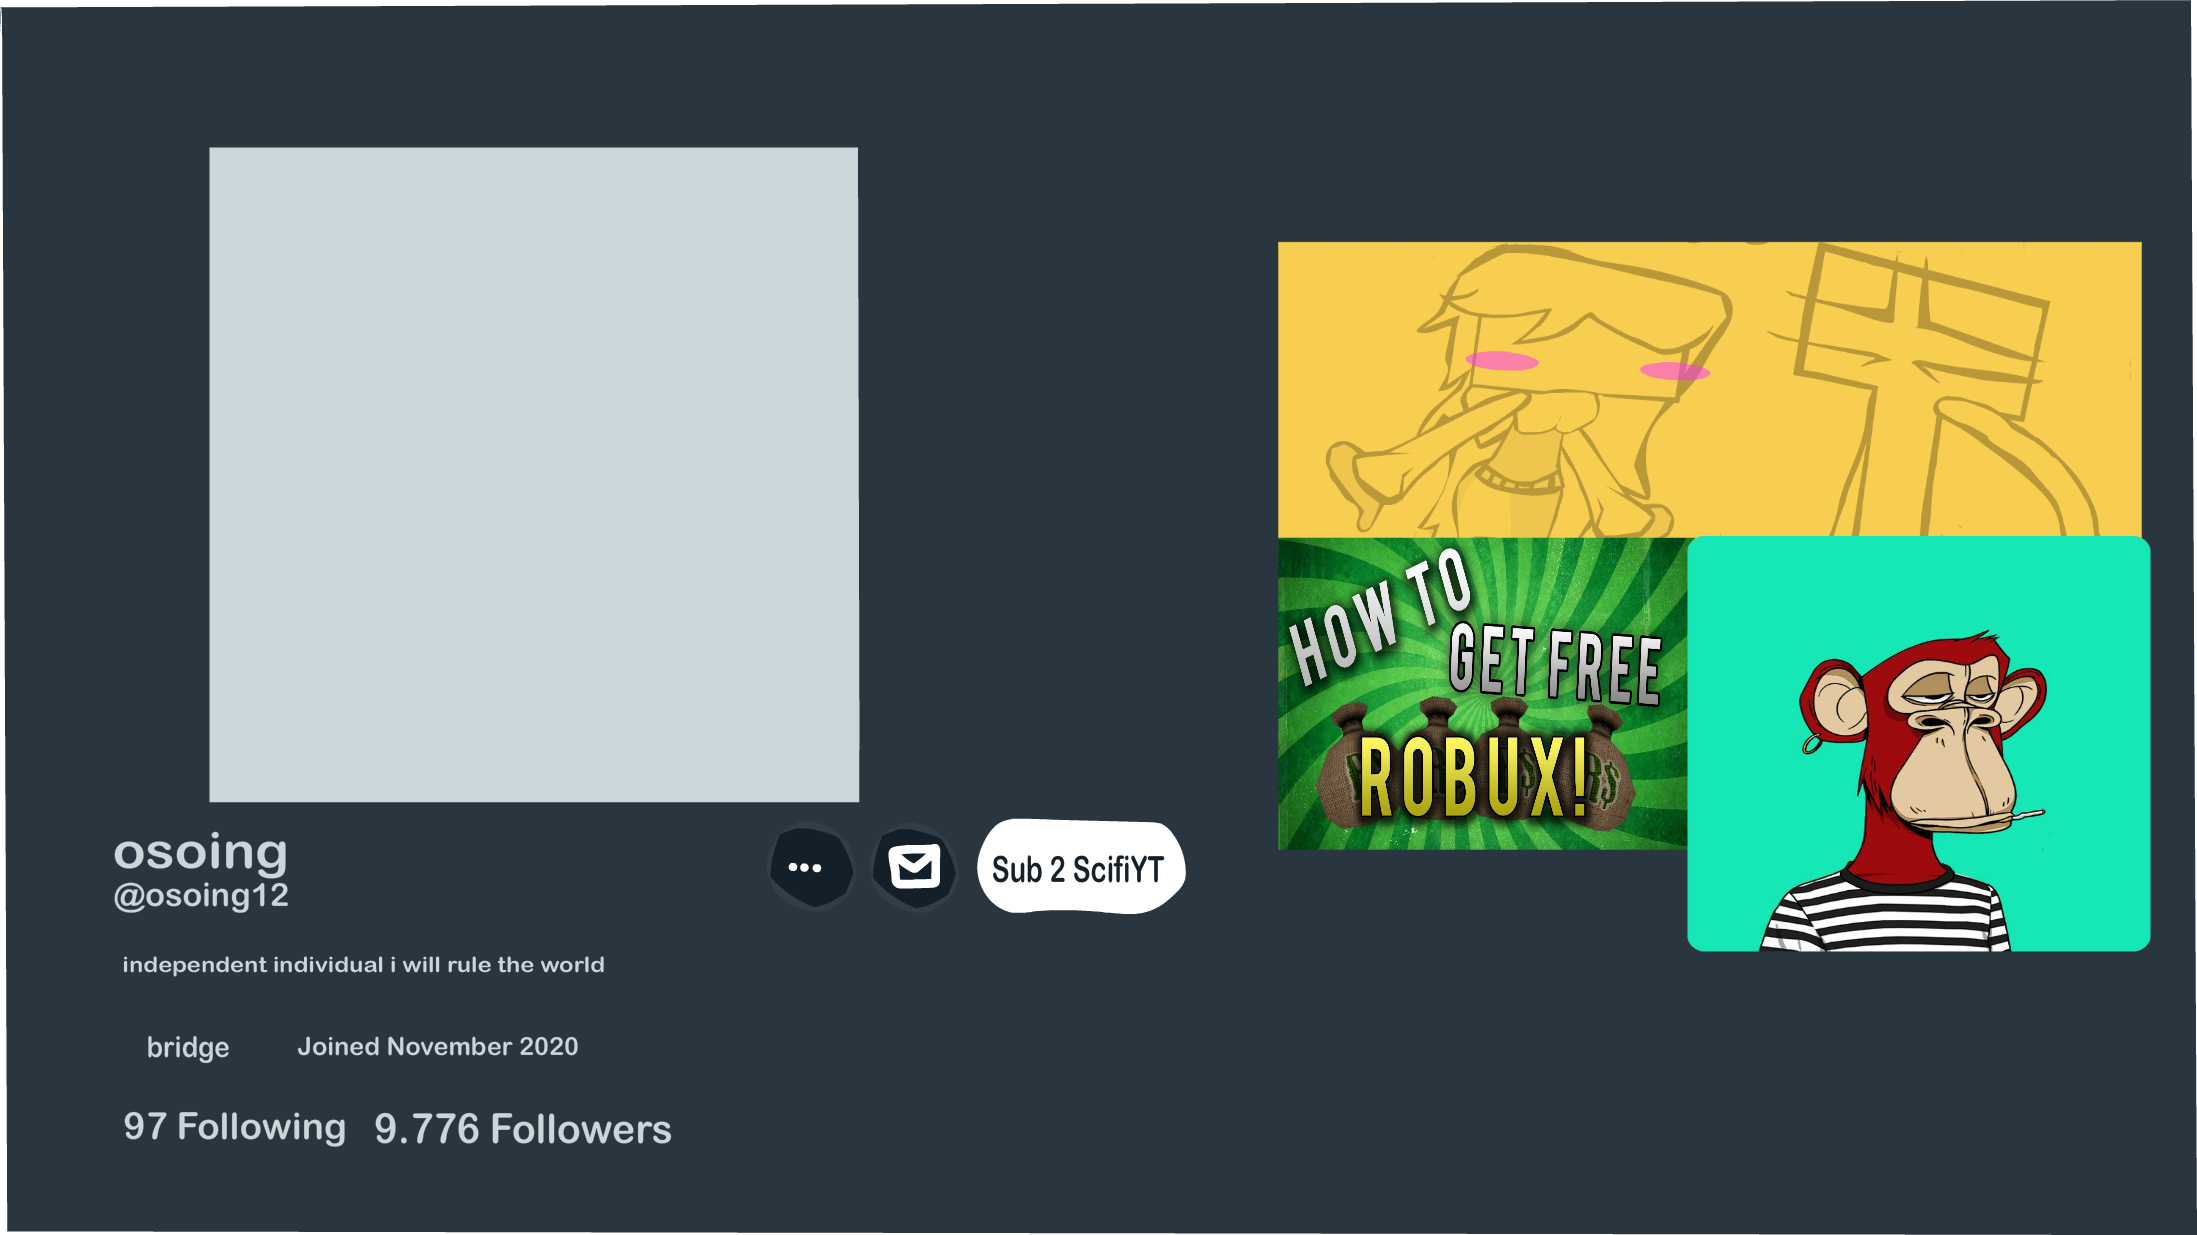 osoing
@osoing12
•••
Sub 2 ScifiYT
independent individual i will rule the world
bridge
Joined November 2020
97 Following
9.776 Followers
HOW TO
GET FREE
ROBUX!